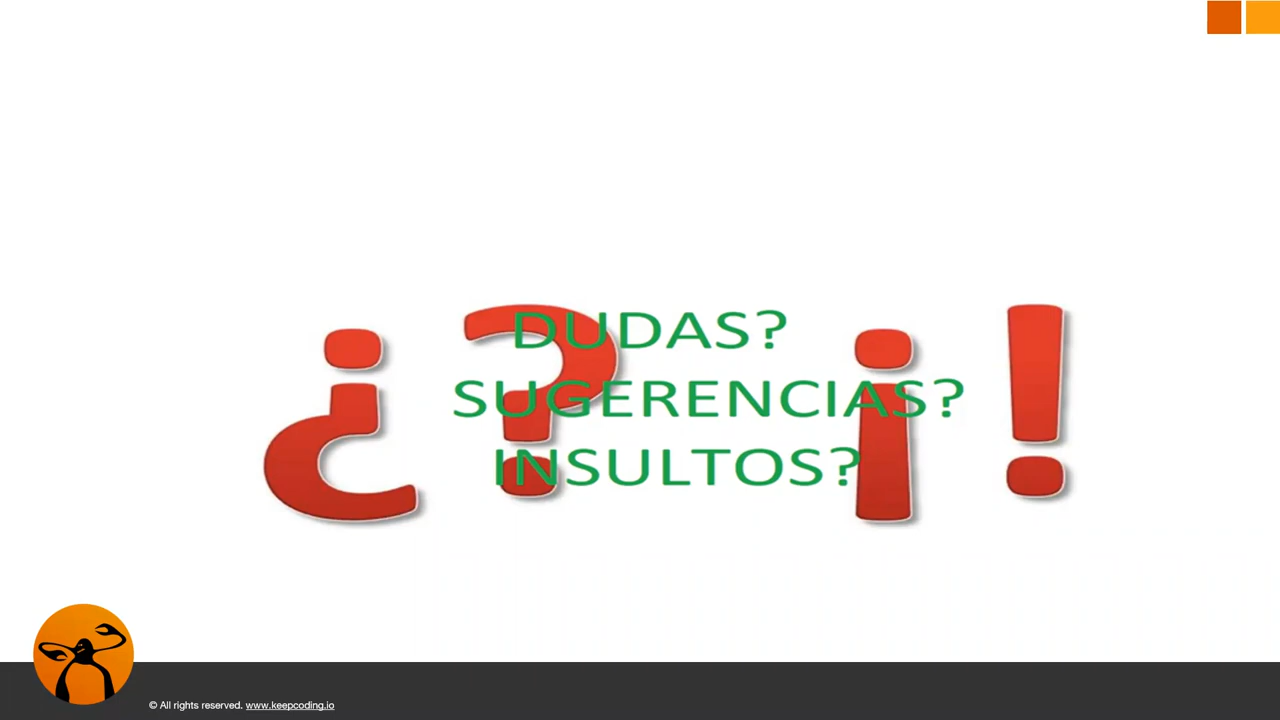 ¿? ¡!
DUDAS?
SUGERENCIAS?
INSULTOS?
© All rights reserved. www.keepcoding.io